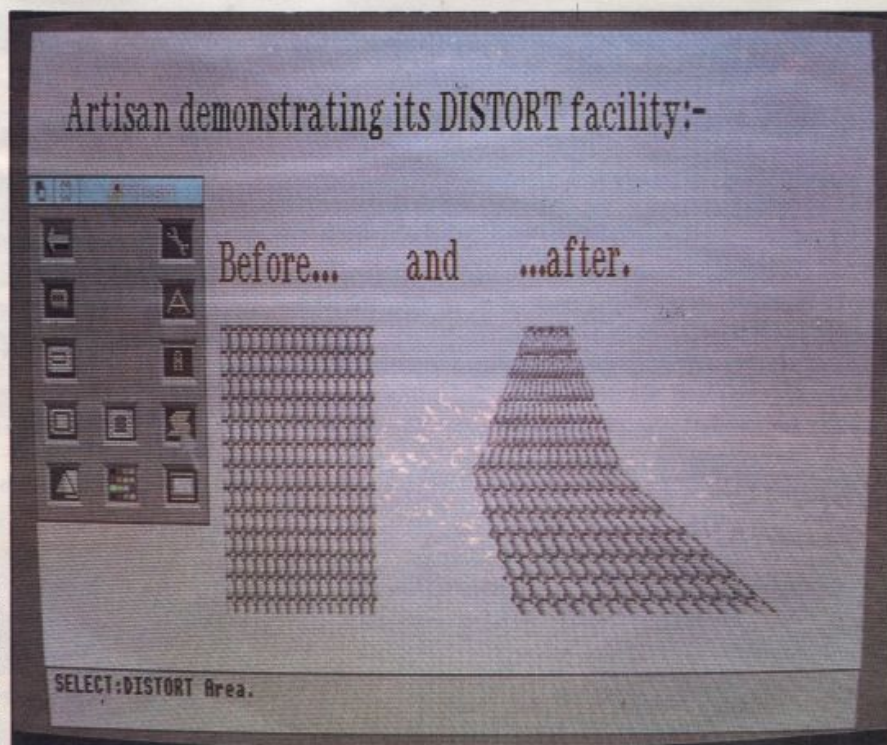 Artisan demonstrating its DISTORT facility:-
Before... and ...after.
SELECT:DISTORT Area.